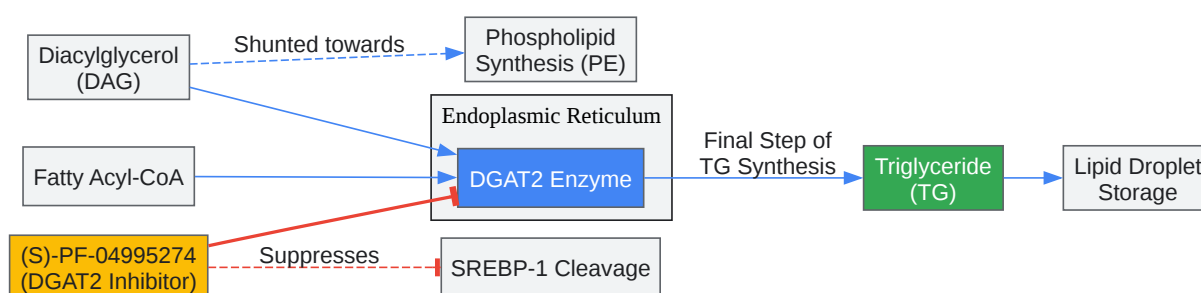 Diacylglycerol
(DAG)
Shunted towards
Phospholipid
Synthesis (PE)
Endoplasmic Reticulum
Fatty Acyl-CoA
DGAT2 Enzyme
Final Step of
TG Synthesis
Triglyceride
(TG)
Lipid Droplet
Storage
(S)-PF-04995274
(DGAT2 Inhibitor)
Suppresses
SREBP-1 Cleavage